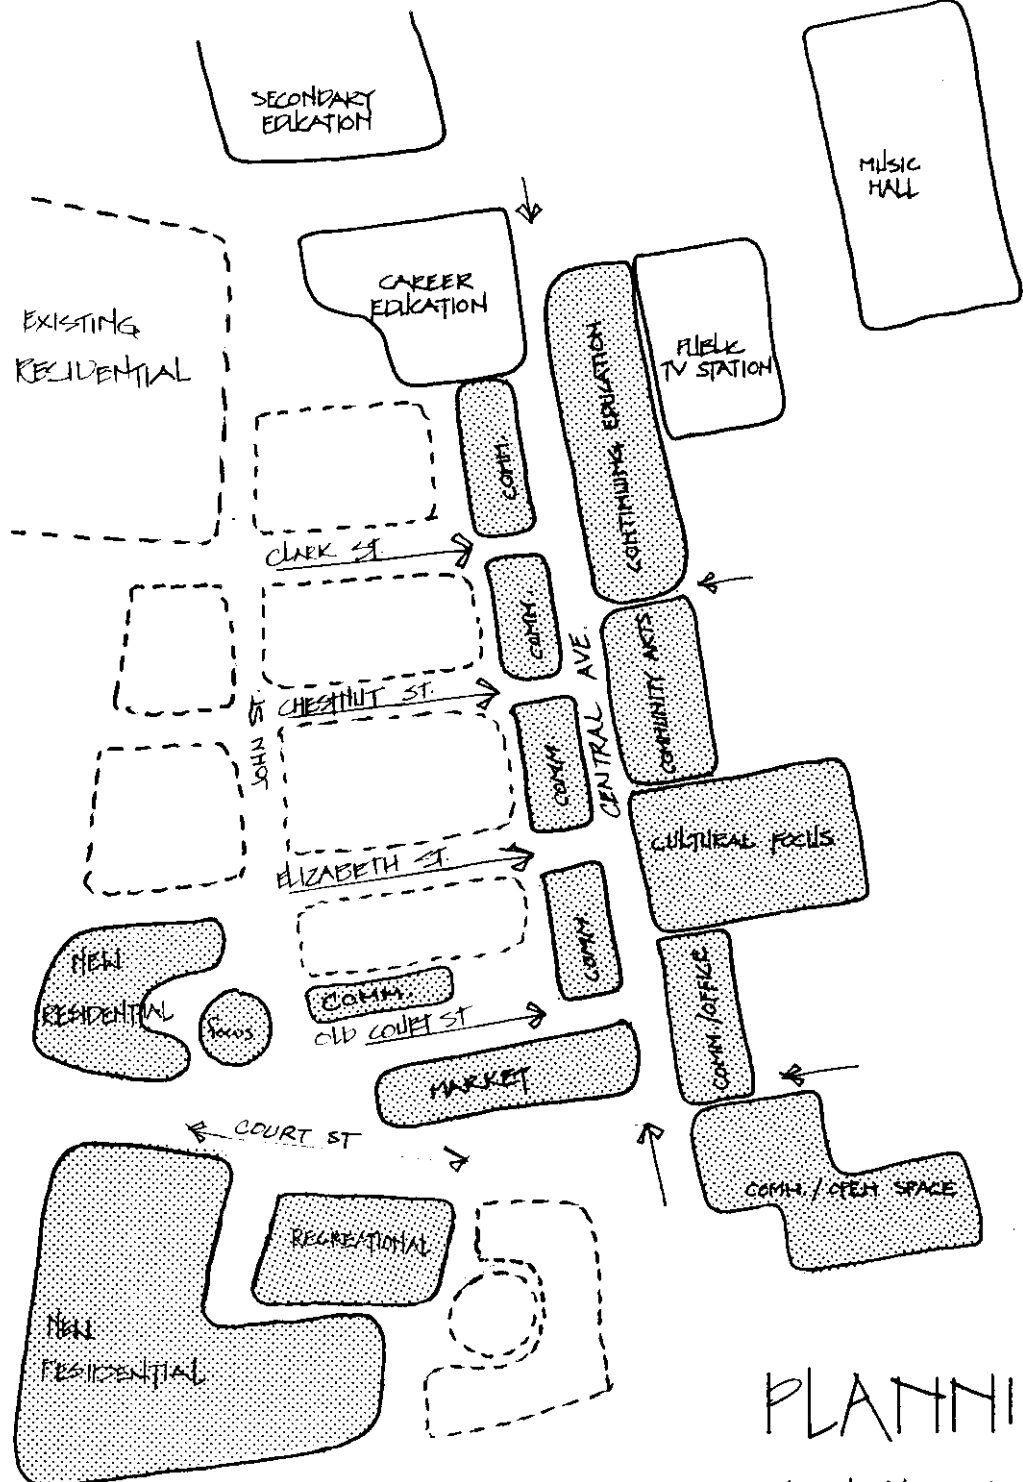 SECONDARY
EDUCATION
MUSIC
HALL
CAREER
EDUCATION
EXISTING
RESIDENTIAL
PUBLIC
TV STATION
CONTINUING EDUCATION
COMM.
CLARK ST.
COMM.
COMMUNITY ARTS
CENTRAL AVE.
CHESTNUT ST.
JOHN ST.
COMM
CULTURAL FOCUS
ELIZABETH ST.
COMM
NEW
RESIDENTIAL
focus
COMM.
OLD COURT ST
COMM./OFFICE
MARKET
COURT ST
COMM./OPEN SPACE
RECREATIONAL
NEW
RESIDENTIAL
PLANNI